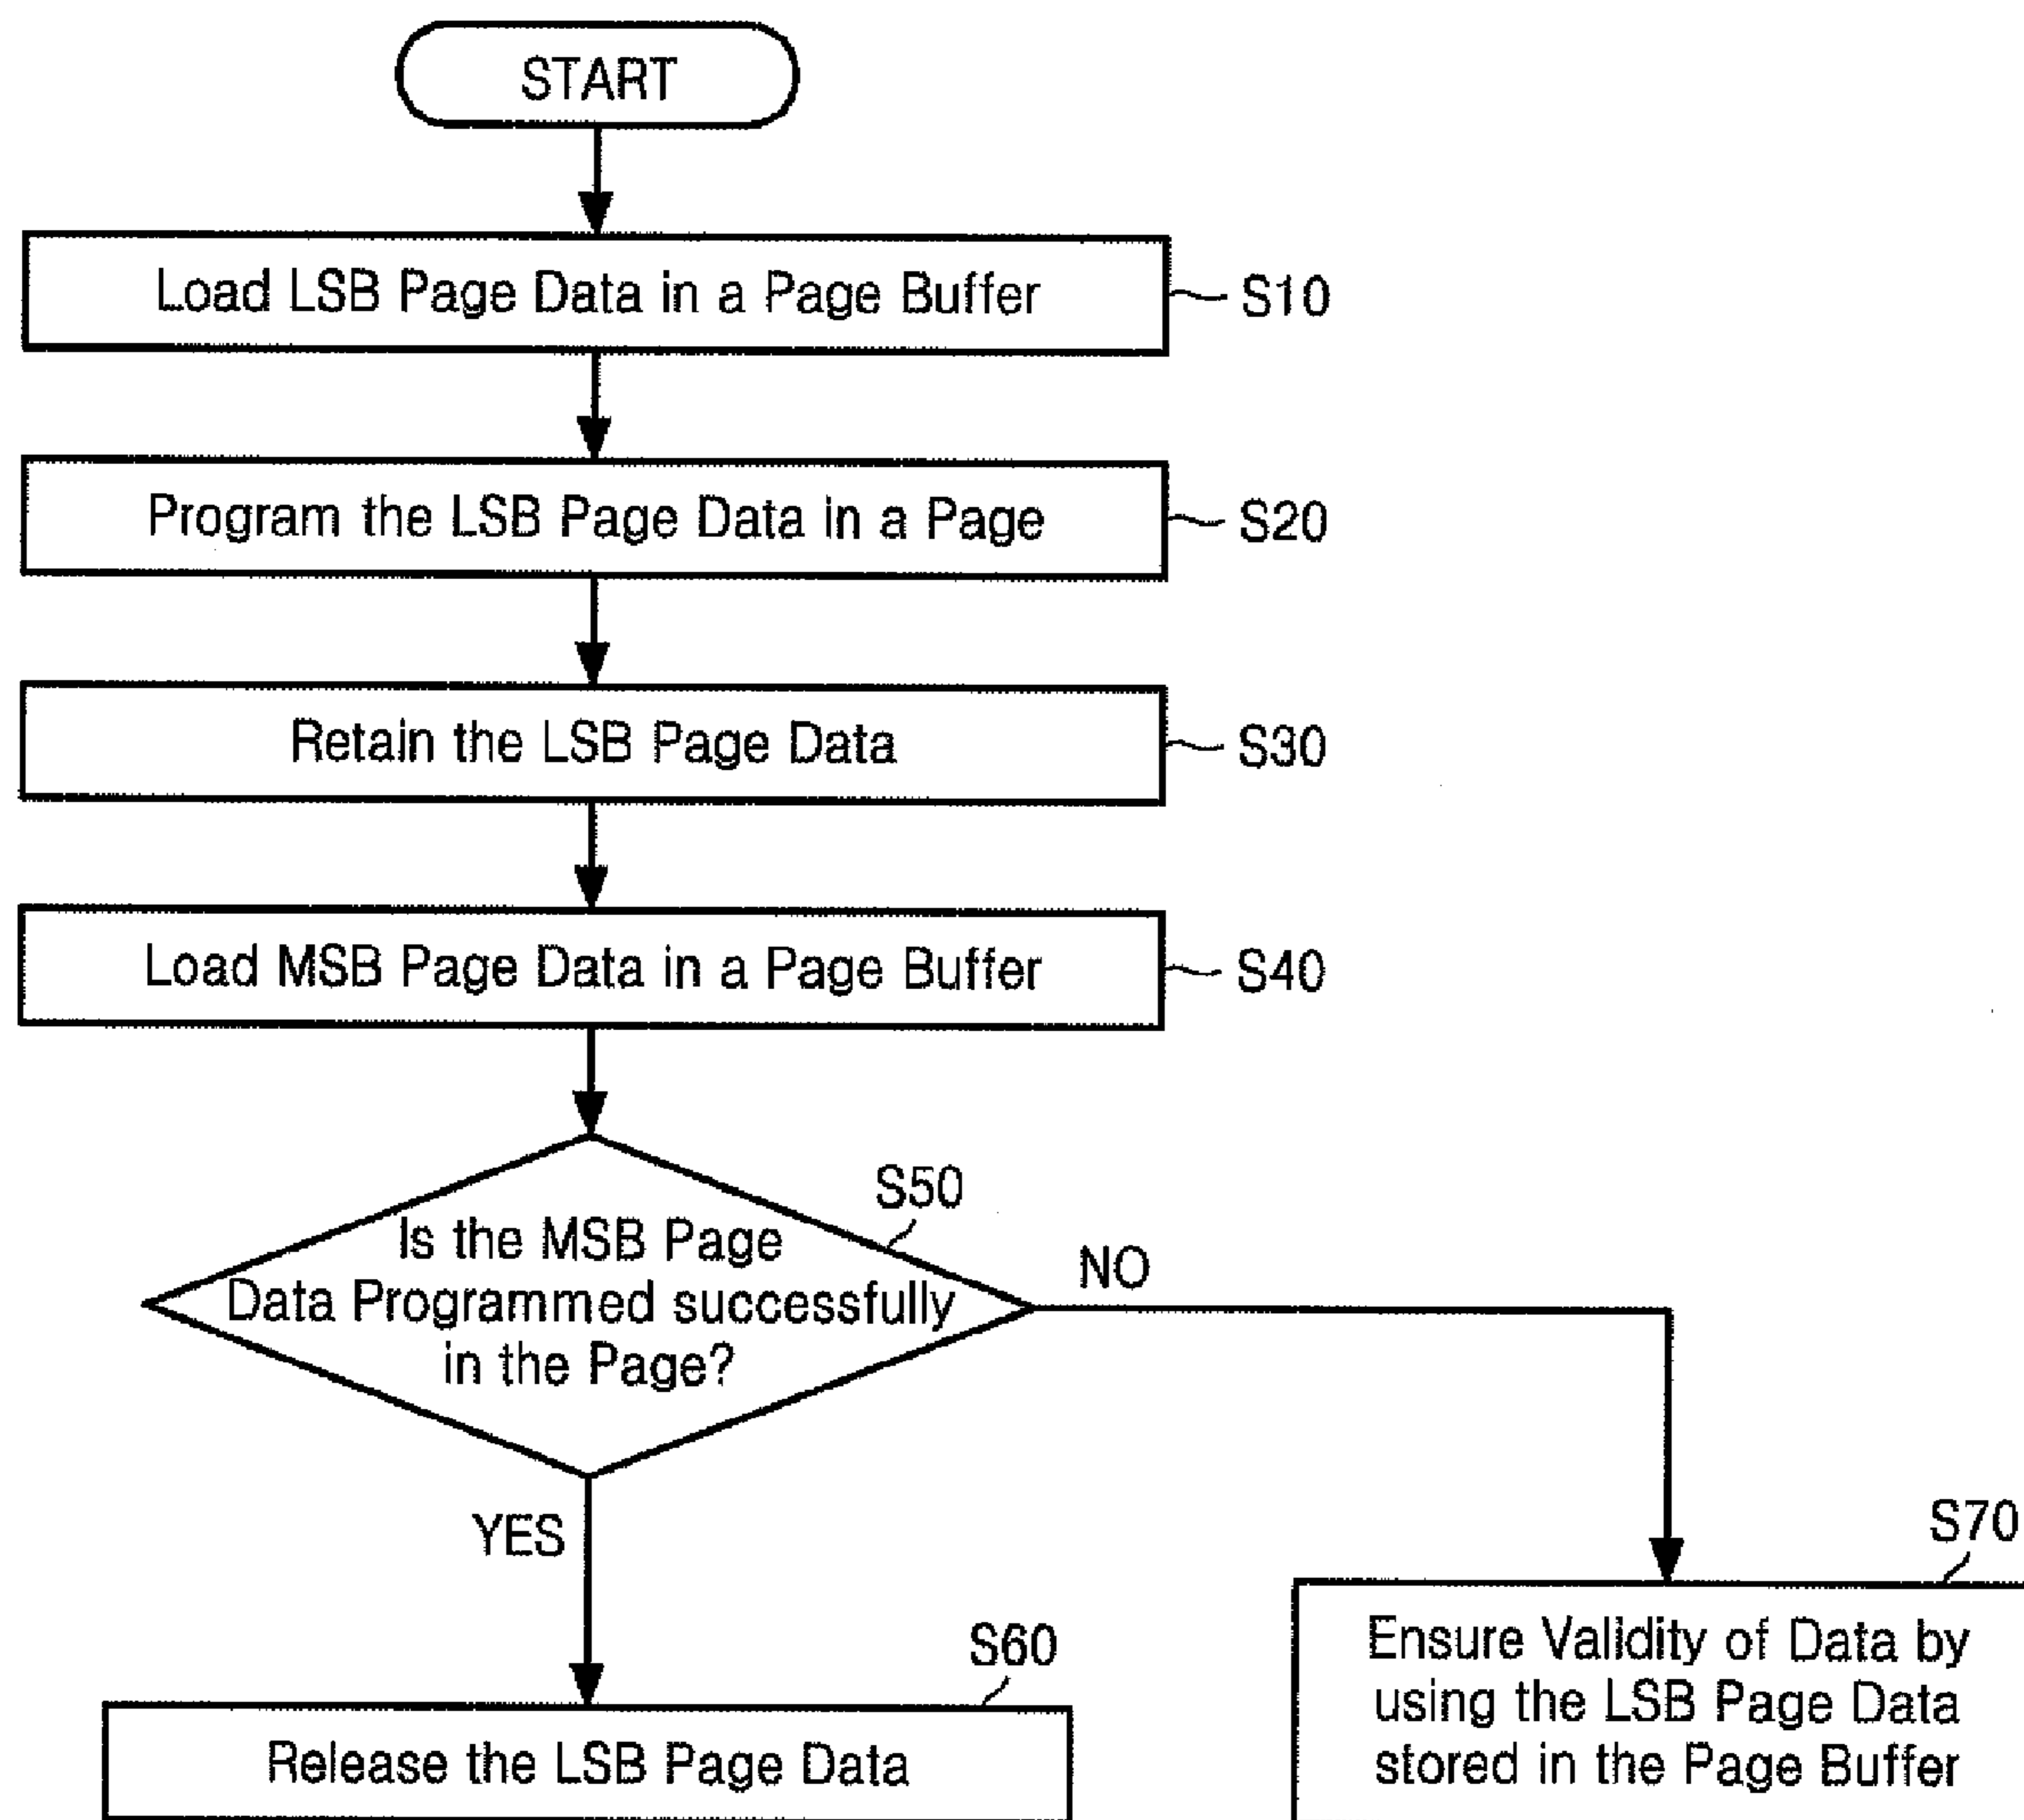 START
Load LSB Page Data in a Page Buffer
S10
Program the LSB Page Data in a Page
S20
Retain the LSB Page Data
S30
Load MSB Page Data in a Page Buffer
S40
S50
Is the MSB Page
Data Programmed successfully
in the Page?
NO
YES
S60
Release the LSB Page Data
S70
Ensure Validity of Data by
using the LSB Page Data
stored in the Page Buffer